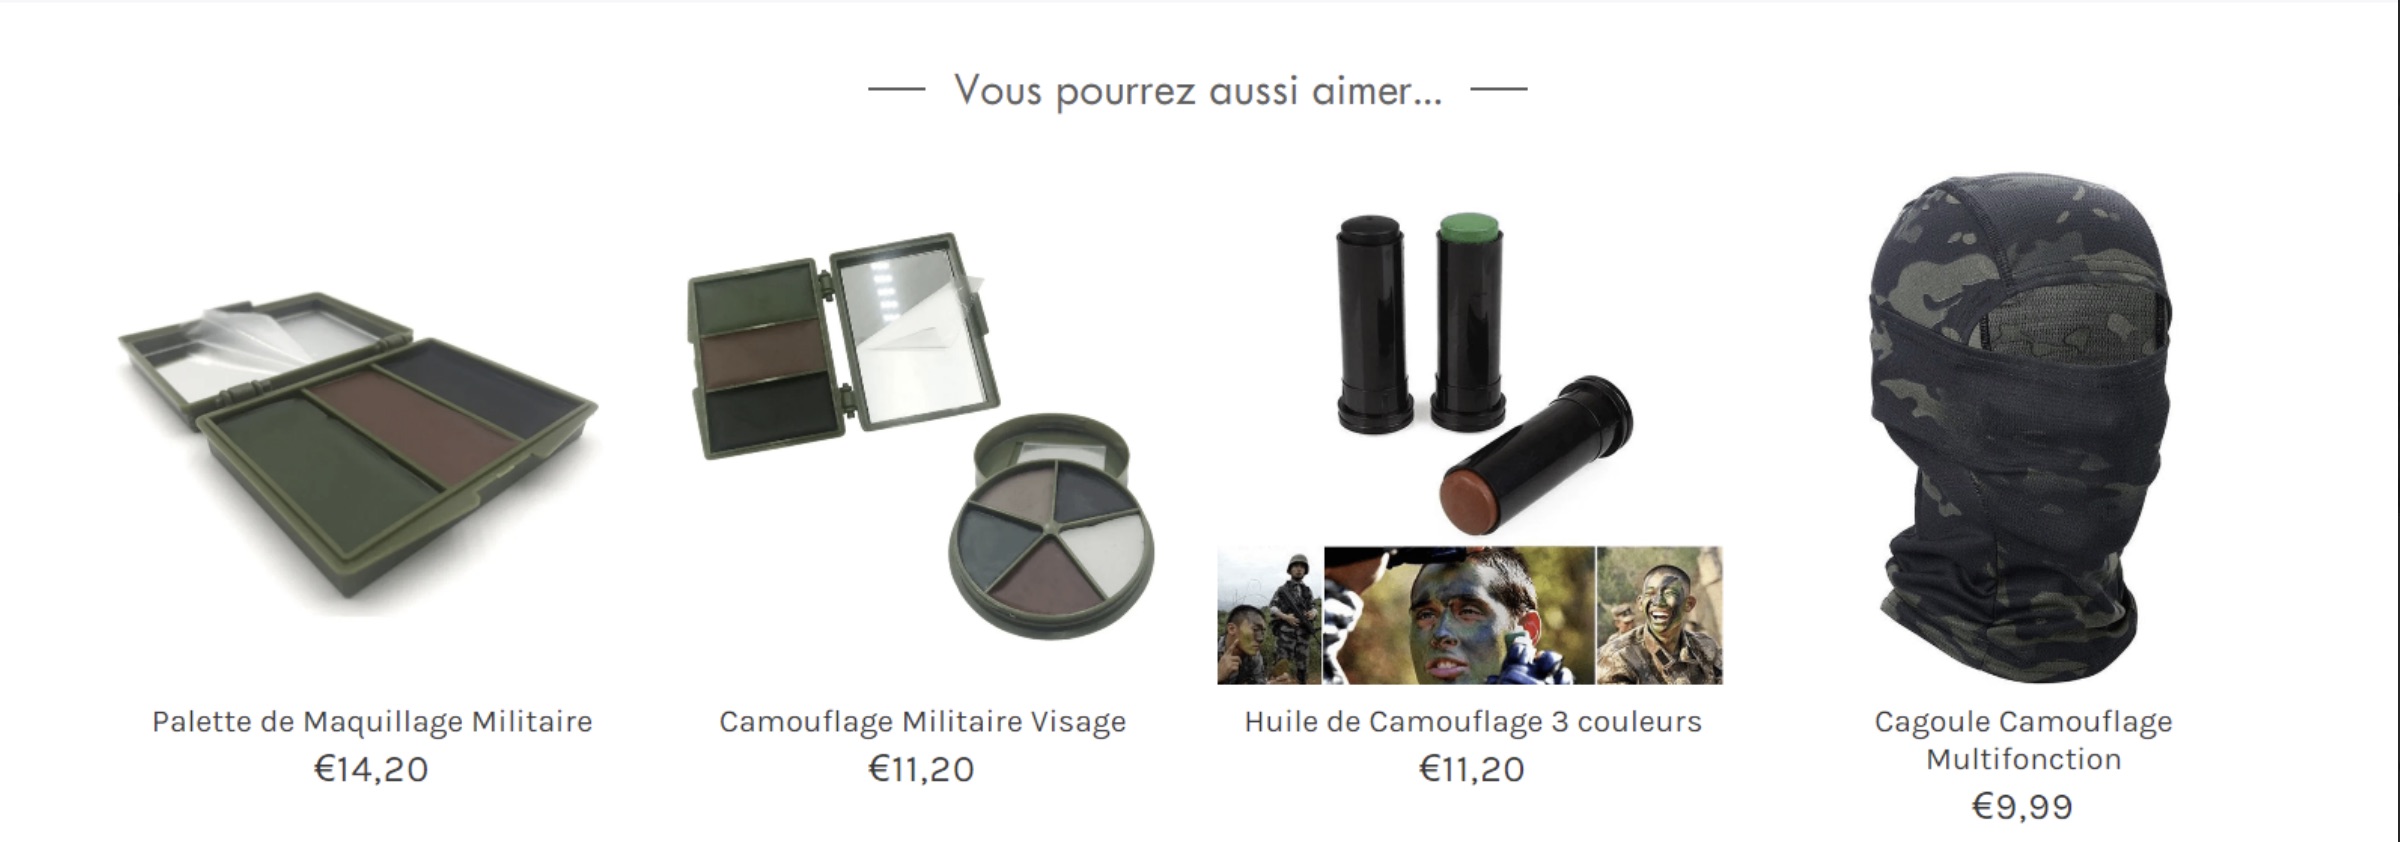 Vous pourrez aussi aimer...
Palette de Maquillage Militaire
€14,20
Camouflage Militaire Visage
€11,20
Huile de Camouflage 3 couleurs
€11,20
Cagoule Camouflage
Multifonction
€9,99